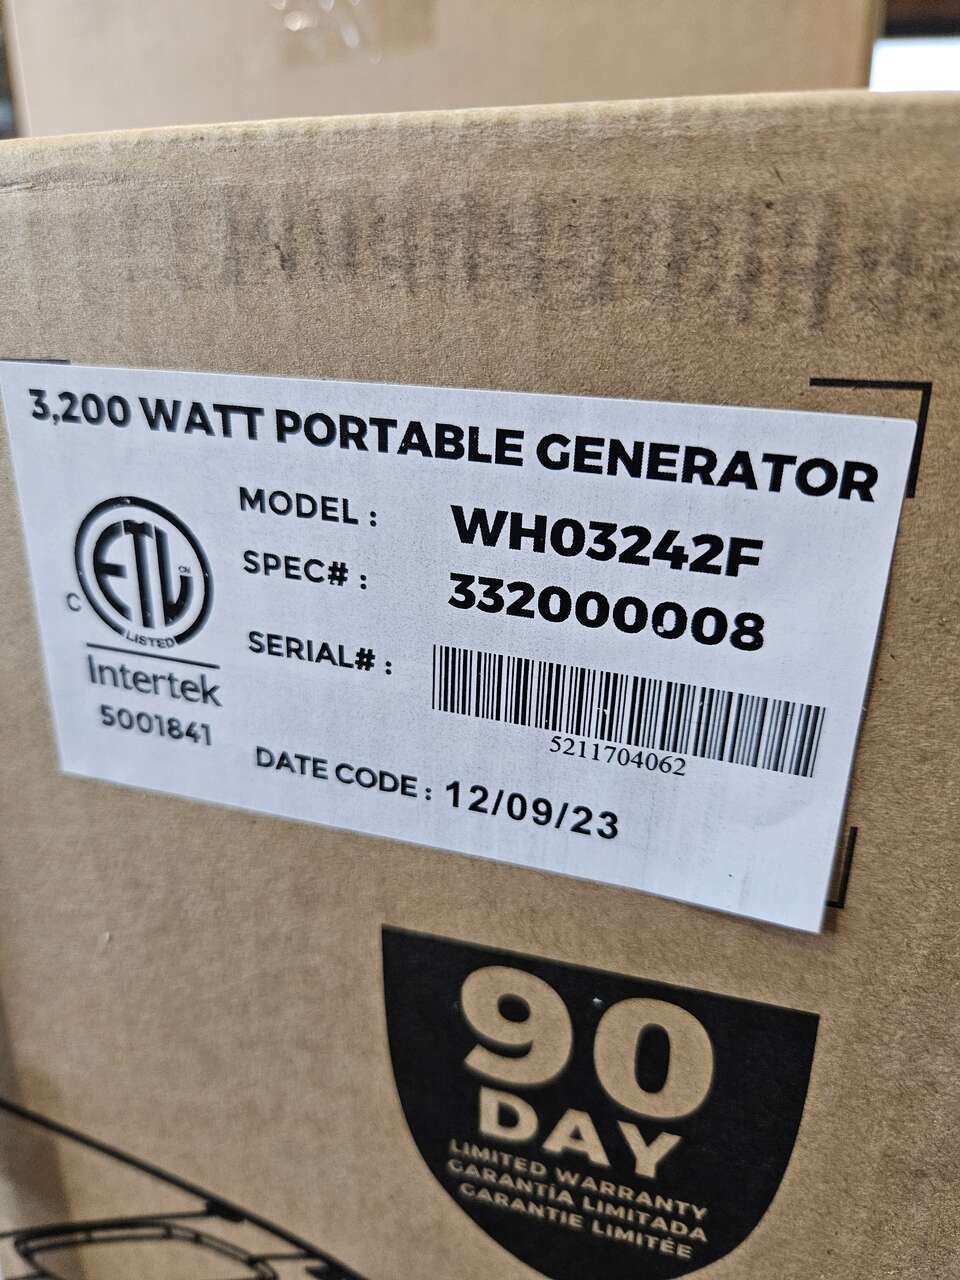 3,200 WATT PORTABLE GENERATOR
MODEL : WH03242F
SPEC# : 332000008
SERIAL# :
5211704062
DATE CODE : 12/09/23
ETL CM
C
LISTED
Intertek
5001841
90
DAY
LIMITED WARRANTY
GARANTÍA LIMITADA
GARANTIE LIMITÉE